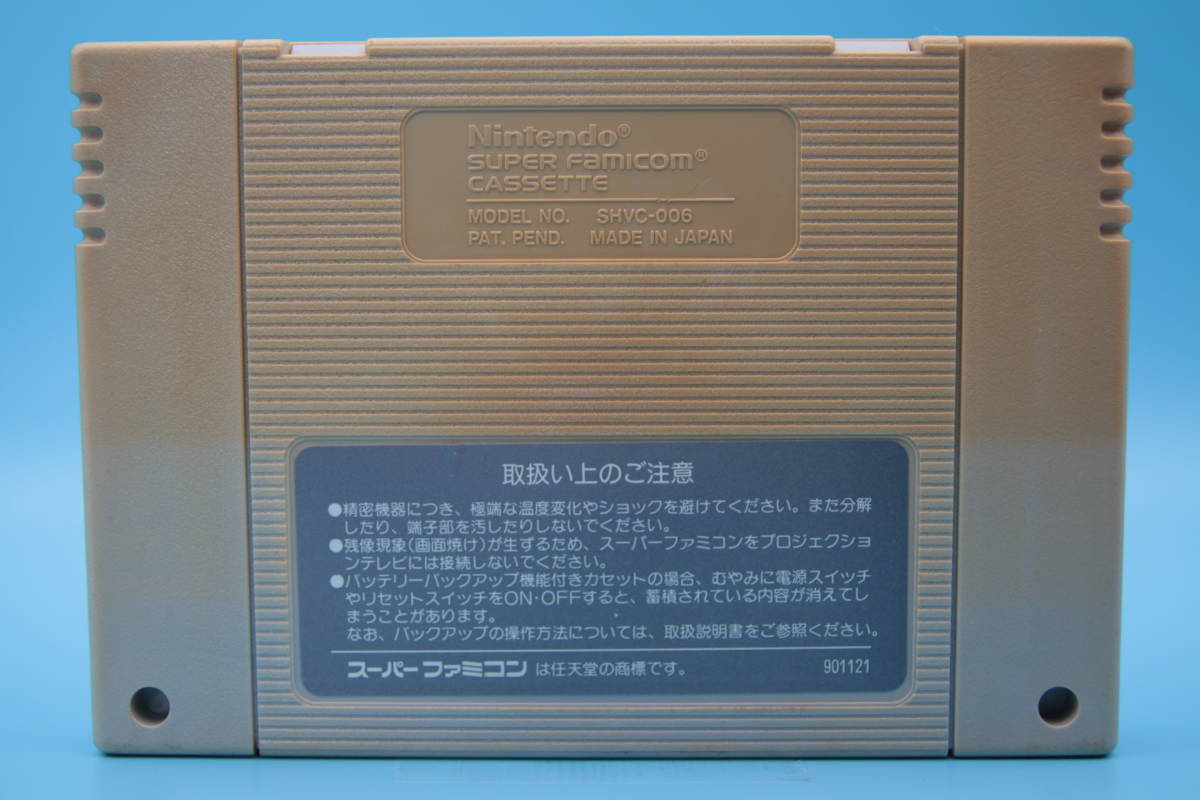 Nintendo®
SUPER FAMICOM®
CASSETTE
MODEL NO. SHVC-006
PAT. PEND. MADE IN JAPAN
取扱い上のご注意
●精密機器につき、極端な温度変化やショックを避けてください。また分解
したり、端子部を汚したりしないでください。
●残像現象(画面焼け)が生ずるため、スーパーファミコンをプロジェクショ
ンテレビには接続しないでください。
●バッテリーバックアップ機能付きカセットの場合、むやみに電源スイッチ
やリセットスイッチをON・OFFすると、蓄積されている内容が消えてし
まうことがあります。
なお、バックアップの操作方法については、取扱説明書をご参照ください。
スーパーファミコン は任天堂の商標です。 901121